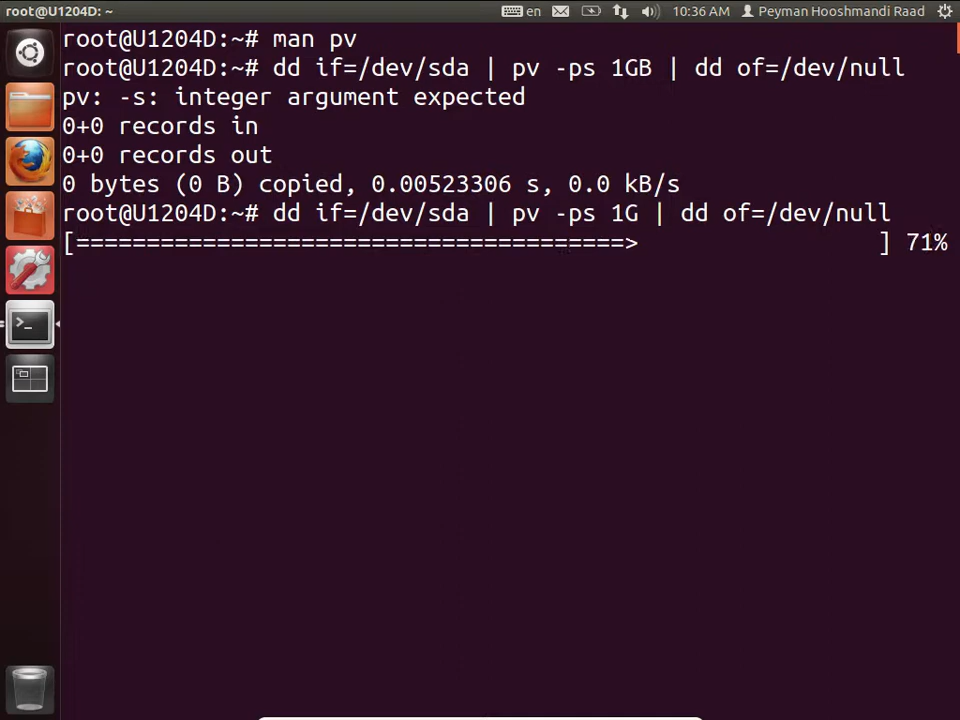 root@U1204D: ~
en
10:36 AM
Peyman Hooshmandi Raad
root@U1204D:~# man pv
root@U1204D:~# dd if=/dev/sda | pv -ps 1GB | dd of=/dev/null
pv: -s: integer argument expected
0+0 records in
0+0 records out
0 bytes (0 B) copied, 0.00523306 s, 0.0 kB/s
root@U1204D:~# dd if=/dev/sda | pv -ps 1G | dd of=/dev/null
[=======================================> ] 71%